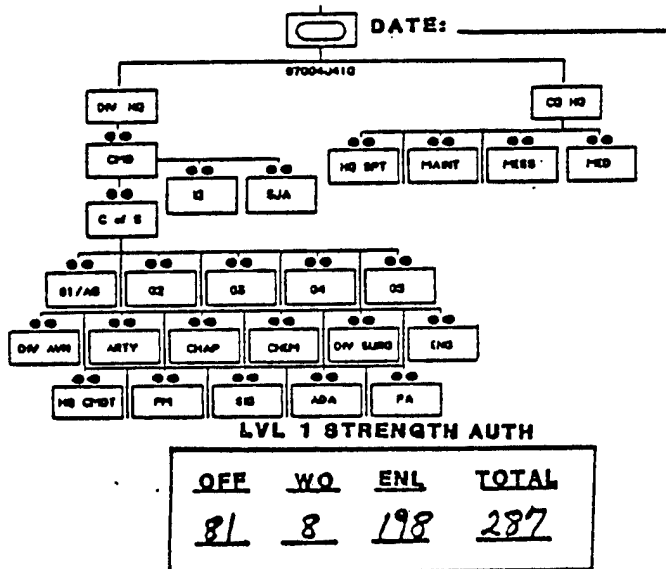 DATE:
87004J410
DIV HQ
CO HQ
CMD
HQ SPT MAINT MESS MED
IG SJA
C of S
G1/AG G2 G3 G4 G5
DIV AVN ARTY CHAP CHEM DIV SURG ENG
HQ CMDT PM SIG ADA PA
LVL 1 STRENGTH AUTH
OFF WO ENL TOTAL
81 8 198 287